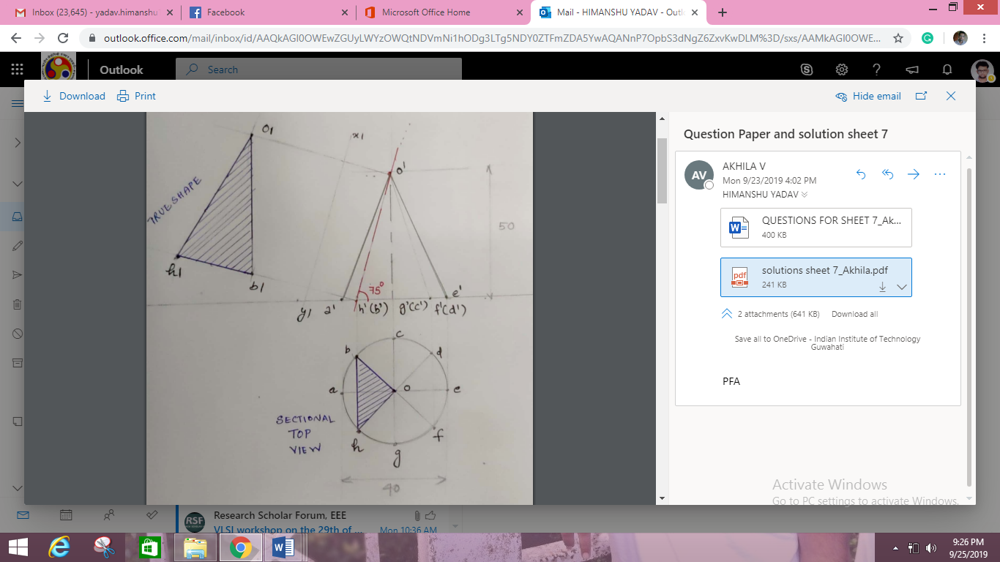 Inbox (23,645) - yadav.himanshu
Facebook
Microsoft Office Home
Mail - HIMANSHU YADAV - Outl
outlook.office.com/mail/inbox/id/AAQkAGI0OWEwZGUyLWYzOWQtNDVmNi1hODg3LTg5NDY0ZTFmZDA5YwAQANnP7OpbS3dNgZ6ZxvKwDLM%3D/sxs/AAMkAGI0OWE...
Outlook
Search
Download
Print
Hide email
O1
x1
o'
TRUE SHAPE
50
h1
b1
75°
e'
y1
a'
h'(b')
g'(c')
f'(d')
c
b
d
a
o
e
SECTIONAL
TOP
VIEW
h
f
g
40
Question Paper and solution sheet 7
AV
AKHILA V
Mon 9/23/2019 4:02 PM
HIMANSHU YADAV
QUESTIONS FOR SHEET 7_Ak...
400 KB
solutions sheet 7_Akhila.pdf
241 KB
2 attachments (641 KB)
Download all
Save all to OneDrive - Indian Institute of Technology
Guwahati
PFA
Activate Windows
Go to PC settings to activate Windows.
RSF
Research Scholar Forum, EEE
VLSI workshop on the 29th of ...
Mon 10:36 AM
9:26 PM
9/25/2019